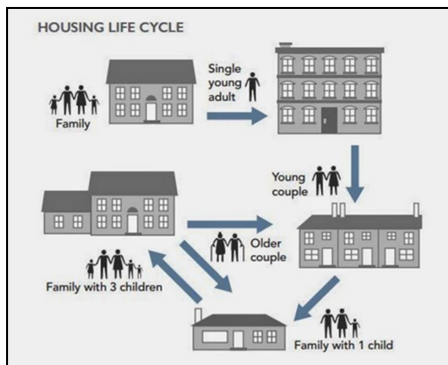 HOUSING LIFE CYCLE
Single
young
adult
Family
Young
couple
Older
couple
Family with 3 children
Family with 1 child